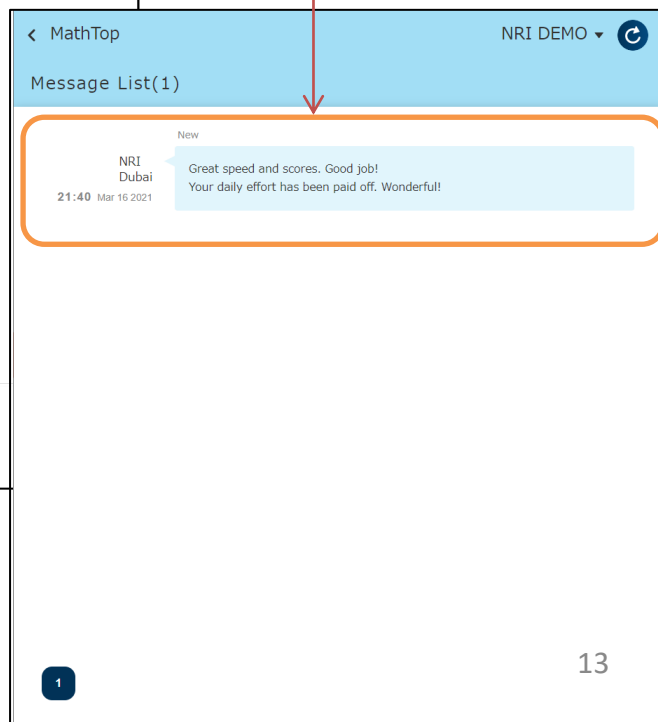 MathTop
NRI DEMO
Message List(1)
New
NRI
Dubai
21:40 Mar 16 2021
Great speed and scores. Good job!
Your daily effort has been paid off. Wonderful!
1
13